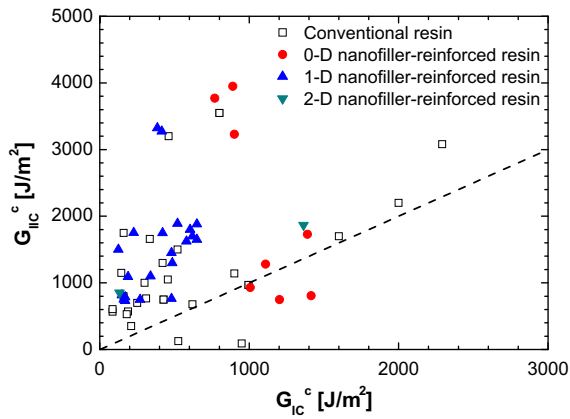 5000
4000
3000
2000
1000
0
G_IIC^c [J/m²]
Conventional resin
0-D nanofiller-reinforced resin
1-D nanofiller-reinforced resin
2-D nanofiller-reinforced resin
0 1000 2000 3000
G_IC^c [J/m²]